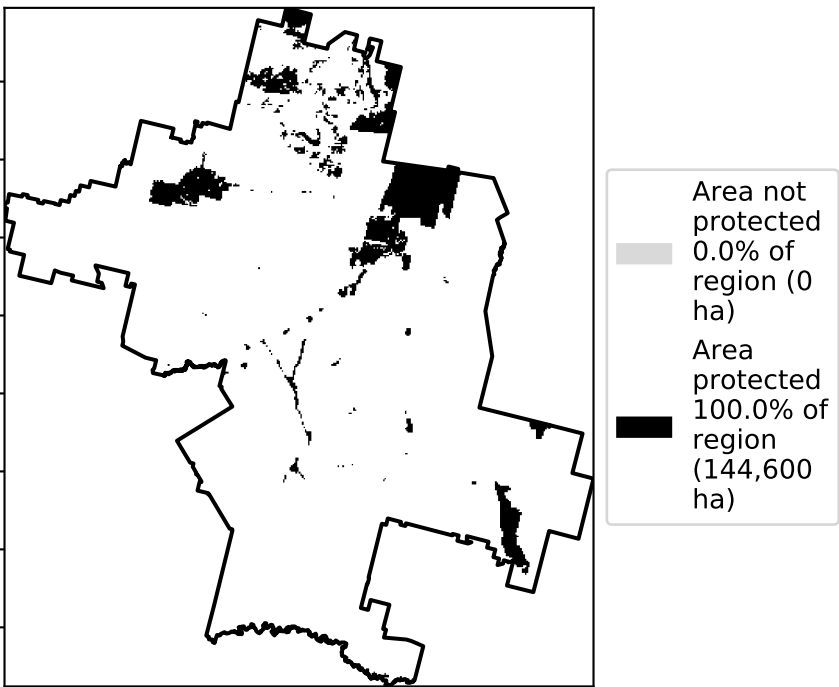 Area not
protected
0.0% of
region (0
ha)
Area
protected
100.0% of
region
(144,600
ha)